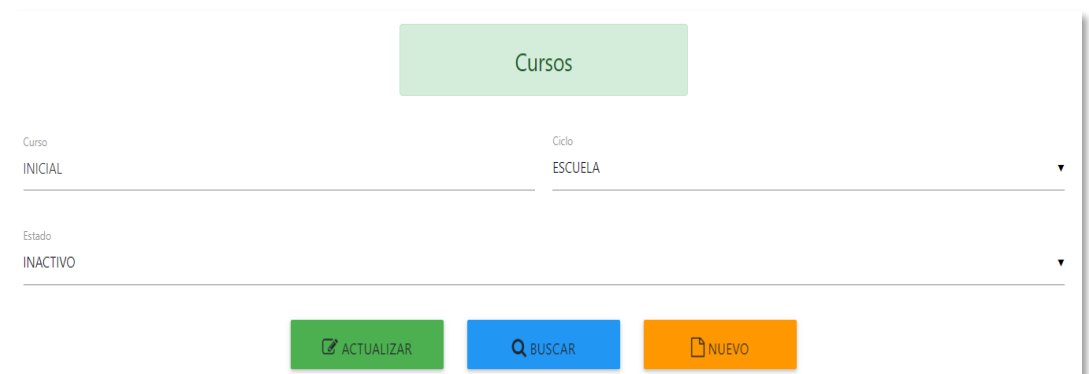 Cursos
Curso
Ciclo
INICIAL
ESCUELA
Estado
INACTIVO
ACTUALIZAR
BUSCAR
NUEVO